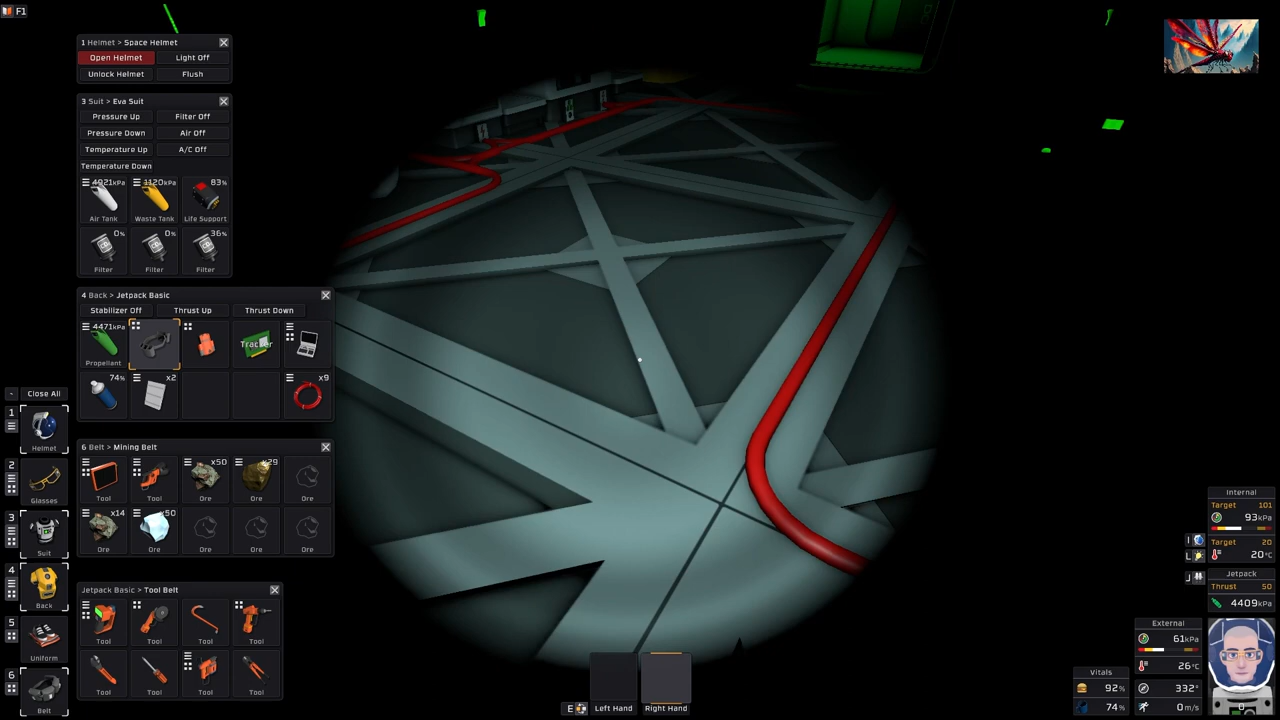 F1
1 Helmet > Space Helmet
Open Helmet
Light Off
Unlock Helmet
Flush
3 Suit > Eva Suit
Pressure Up
Filter Off
Pressure Down
Air Off
Temperature Up
A/C Off
Temperature Down
4921kPa
1120kPa
83%
Air Tank
Waste Tank
Life Support
0%
0%
36%
Filter
Filter
Filter
4 Back > Jetpack Basic
Stabilizer Off
Thrust Up
Thrust Down
4471kPa
Tracker
Propellant
74%
x2
x9
- Close All
1
Helmet
2
Glasses
3
Suit
4
Back
5
Uniform
6
Belt
6 Belt > Mining Belt
x50
x29
Tool
Tool
Ore
Ore
Ore
x14
x50
Ore
Ore
Ore
Ore
Ore
Jetpack Basic > Tool Belt
Tool
Tool
Tool
Tool
Tool
Tool
Tool
Tool
E
Left Hand
Right Hand
Internal
Target 101
93kPa
I
Target 20
L
20°C
J
Jetpack
Thrust 50
4409kPa
External
61kPa
26°C
Vitals
92%
332°
74%
0m/s
0